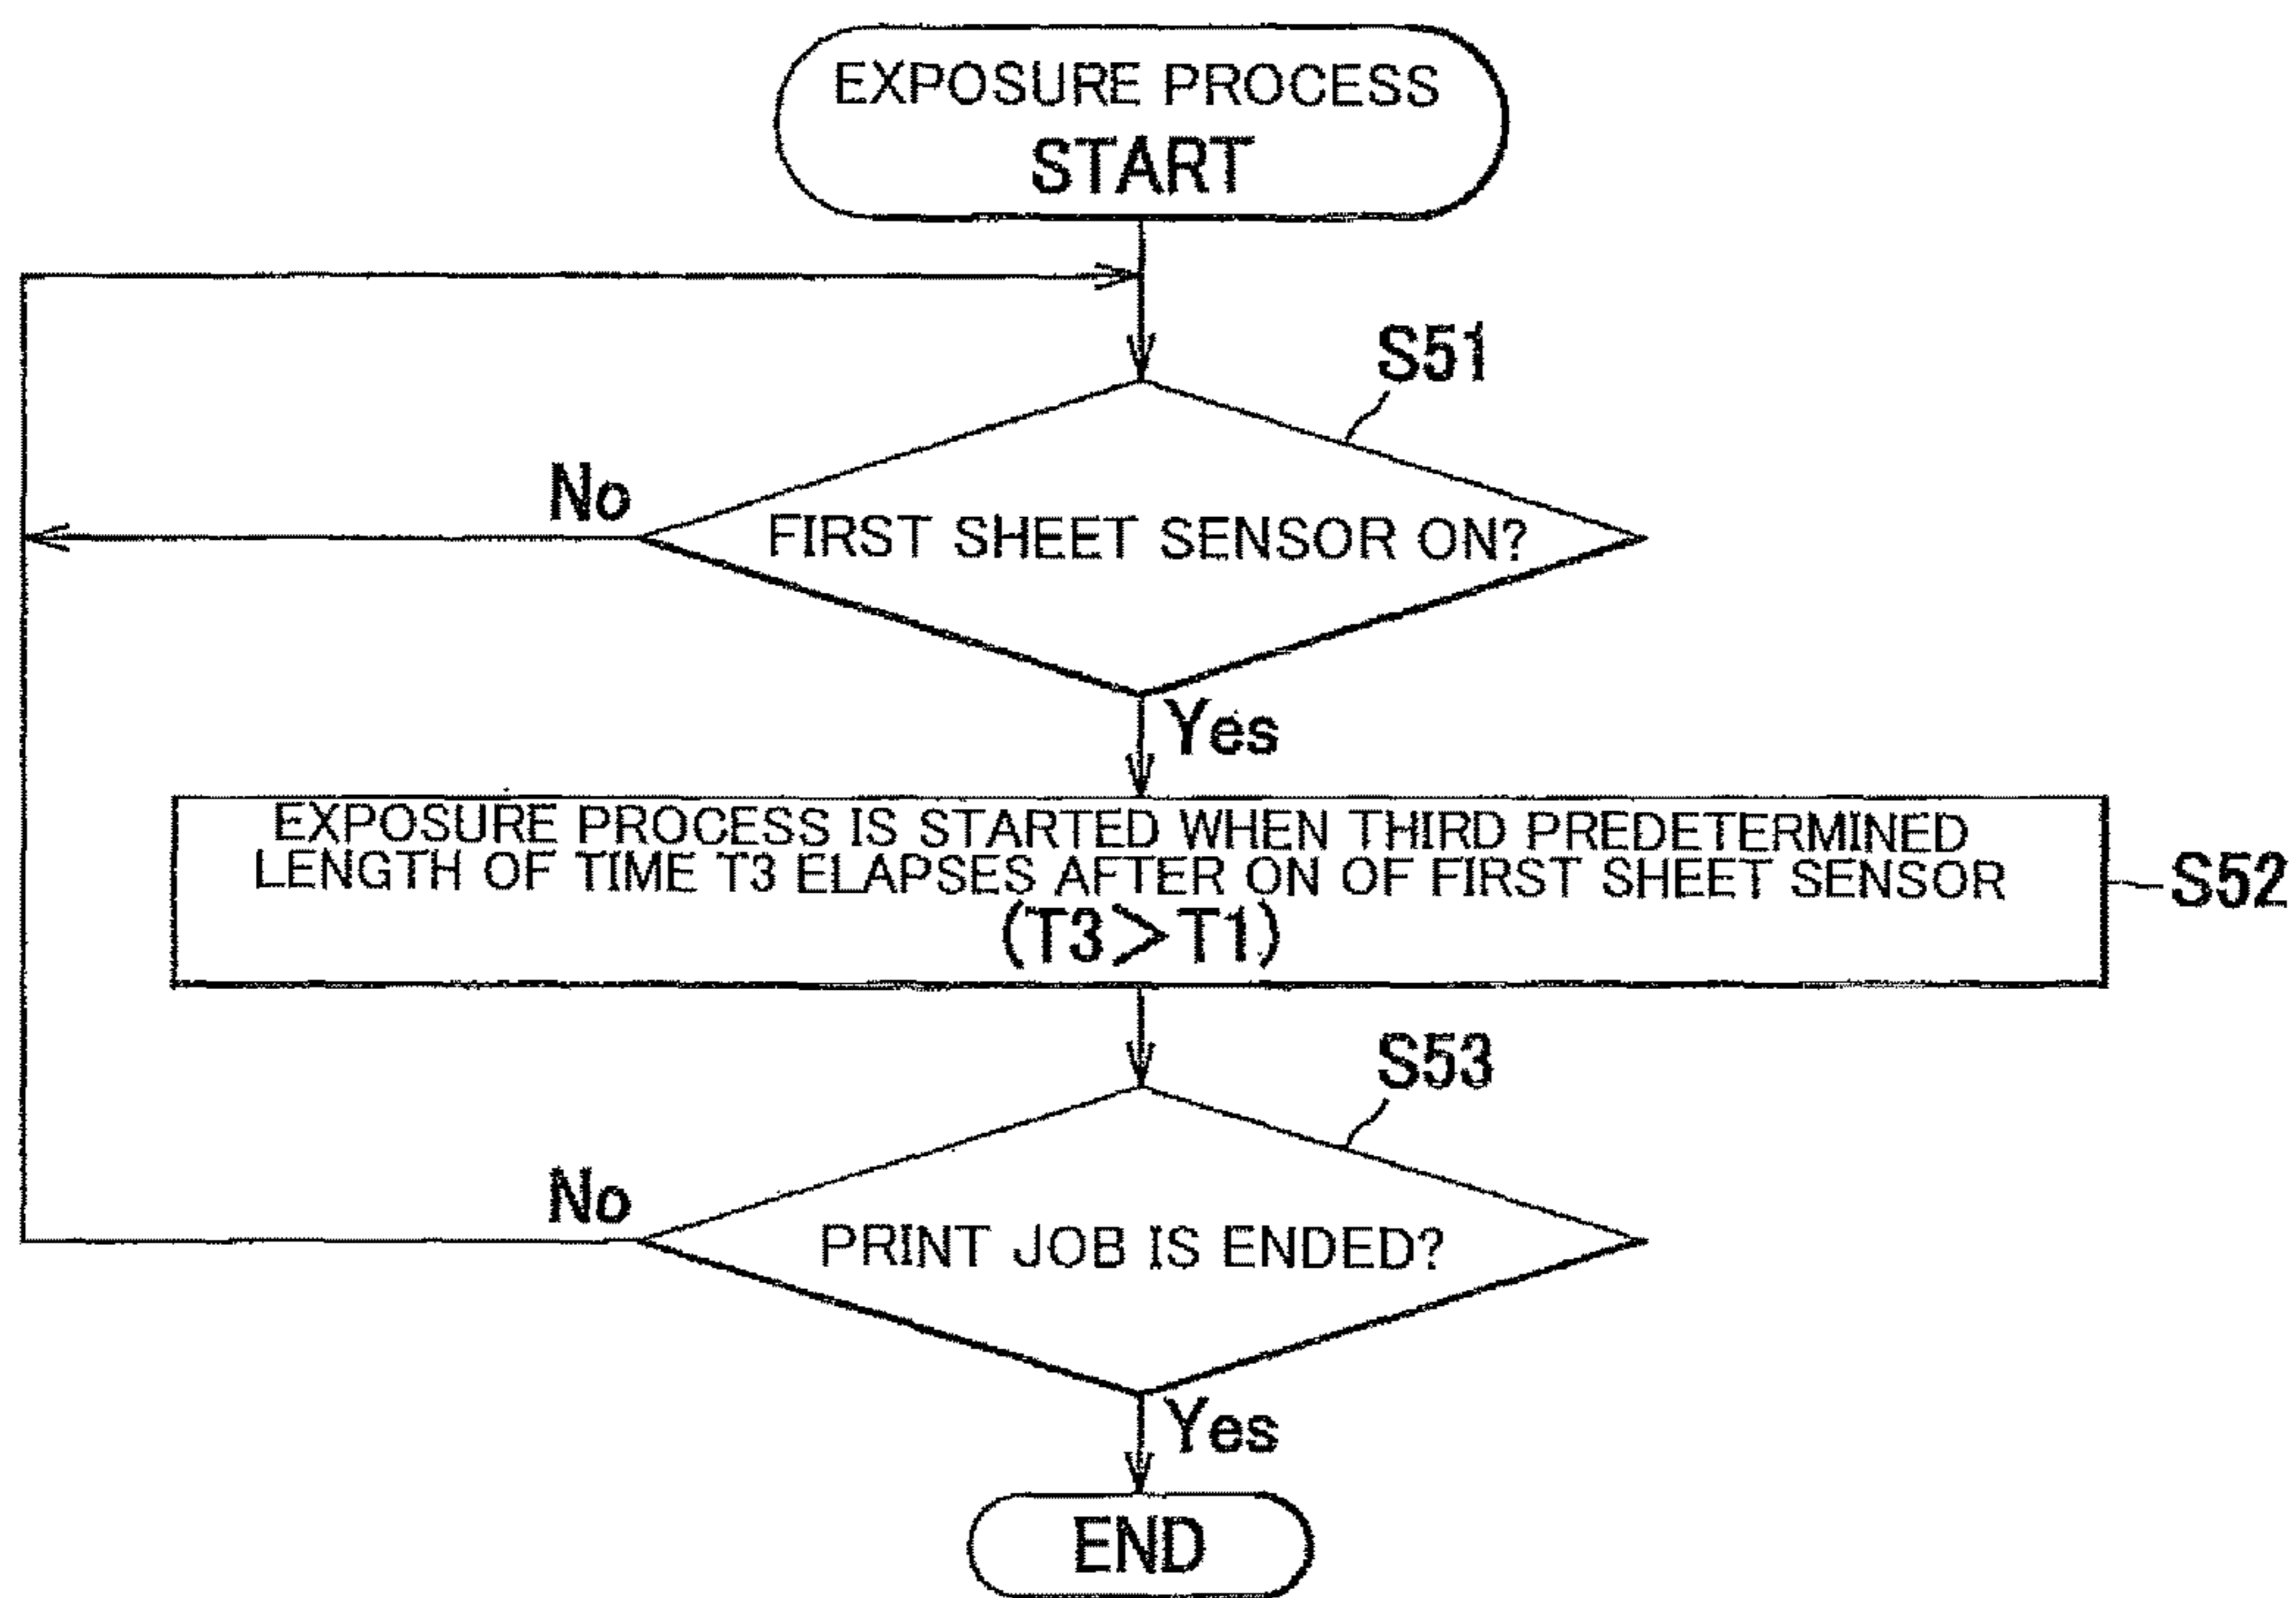 EXPOSURE PROCESS
START
S51
No
FIRST SHEET SENSOR ON?
Yes
EXPOSURE PROCESS IS STARTED WHEN THIRD PREDETERMINED
LENGTH OF TIME T3 ELAPSES AFTER ON OF FIRST SHEET SENSOR
(T3>T1)
S52
S53
No
PRINT JOB IS ENDED?
Yes
END